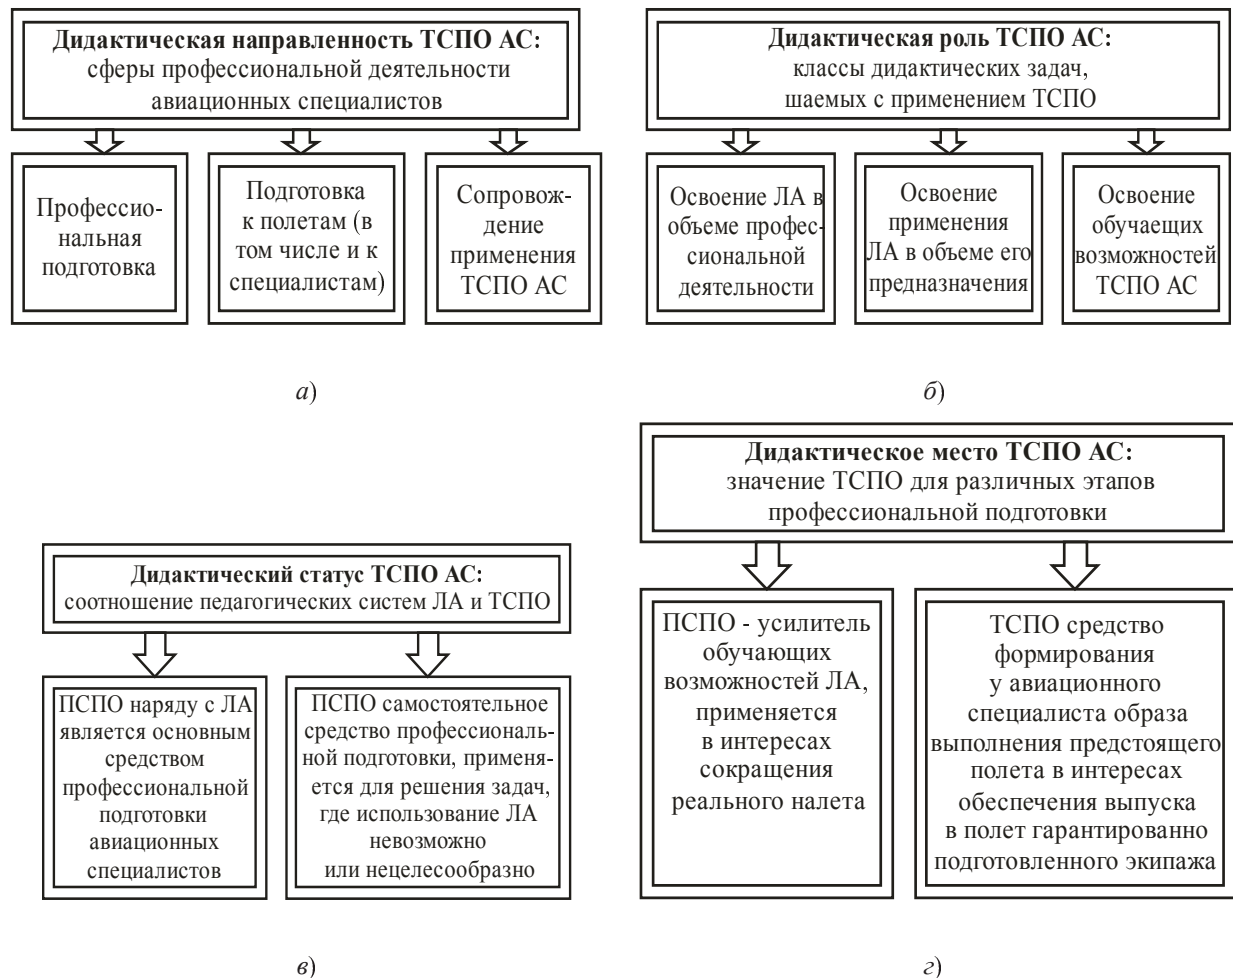 Дидактическая направленность ТСПО АС:
сферы профессиональной деятельности
авиационных специалистов
Профессио-
нальная
подготовка
Подготовка
к полетам (в
том числе и к
специалистам)
Сопровож-
дение
применения
ТСПО АС
а)
Дидактическая роль ТСПО АС:
классы дидактических задач,
шаемых с применением ТСПО
Освоение ЛА в
объеме профес-
сиональной
деятельности
Освоение
применения
ЛА в объеме его
предназначения
Освоение
обучающих
возможностей
ТСПО АС
б)
Дидактический статус ТСПО АС:
соотношение педагогических систем ЛА и ТСПО
ПСПО наряду с ЛА
является основным
средством
профессиональной
подготовки
авиационных
специалистов
ПСПО самостоятельное
средство профессиональ-
ной подготовки, применя-
ется для решения задач,
где использование ЛА
невозможно
или нецелесообразно
в)
Дидактическое место ТСПО АС:
значение ТСПО для различных этапов
профессиональной подготовки
ПСПО - усилитель
обучающих
возможностей ЛА,
применяется
в интересах
сокращения
реального налета
ТСПО средство
формирования
у авиационного
специалиста образа
выполнения предстоящего
полета в интересах
обеспечения выпуска
в полет гарантированно
подготовленного экипажа
г)